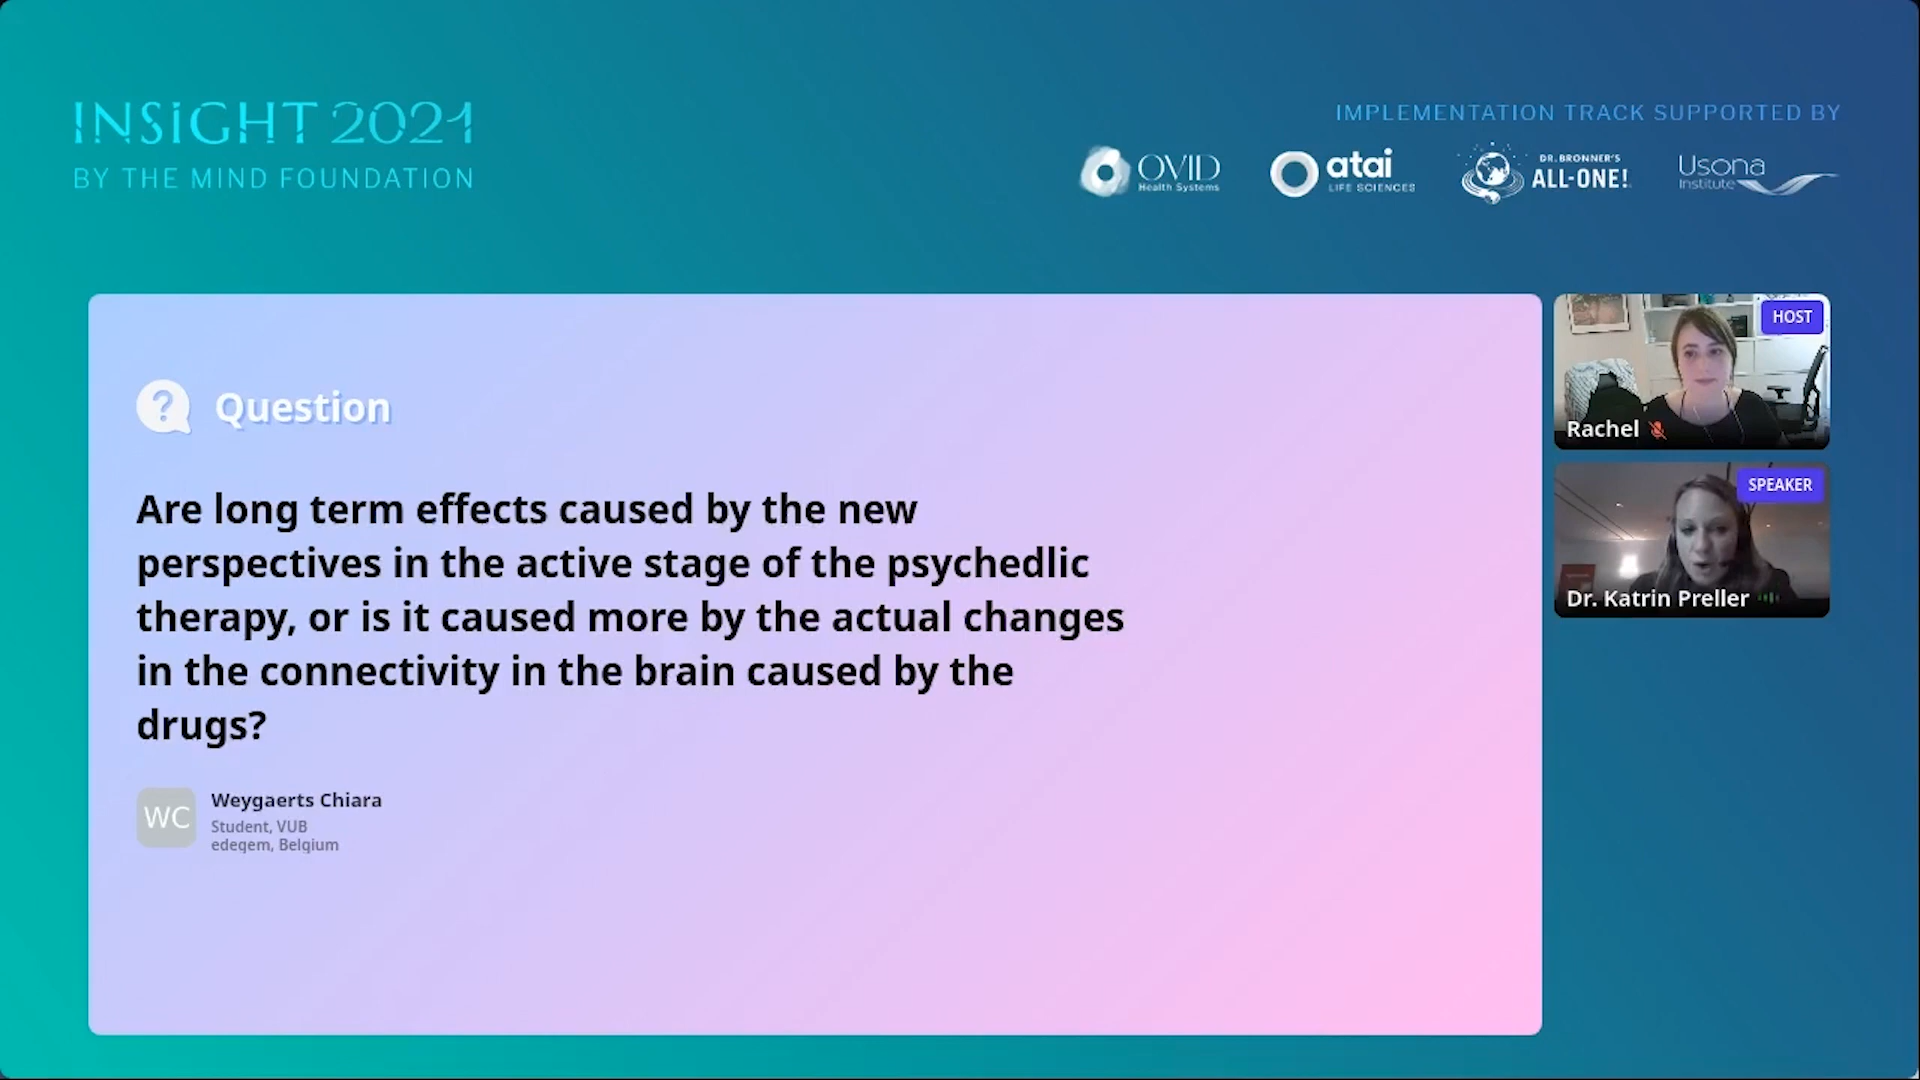 INSiGHT 2021
BY THE MIND FOUNDATION
IMPLEMENTATION TRACK SUPPORTED BY
OVID
Health Systems
atai
LIFE SCIENCES
DR. BRONNER'S
ALL-ONE!
Usona
Institute
? Question
Are long term effects caused by the new
perspectives in the active stage of the psychedlic
therapy, or is it caused more by the actual changes
in the connectivity in the brain caused by the
drugs?
WC
Weygaerts Chiara
Student, VUB
edegem, Belgium
HOST
Rachel
SPEAKER
Dr. Katrin Preller